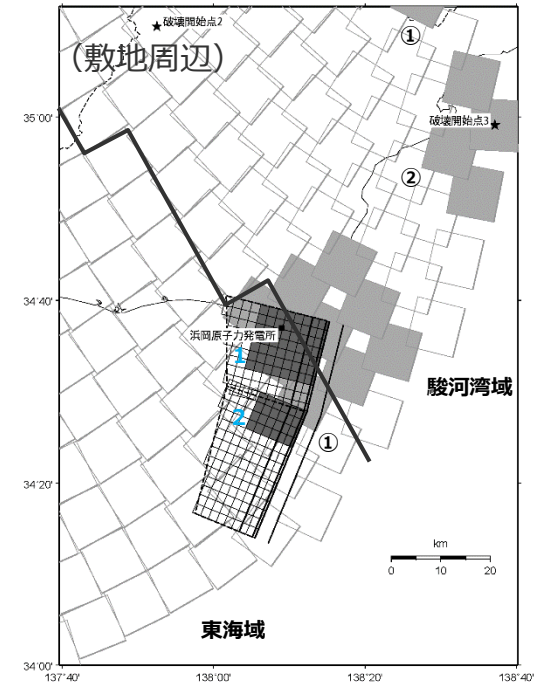 ★破壊開始点2
①
(敷地周辺)
35°00'
破壊開始点3★
②
34°40'
浜岡原子力発電所
1
駿河湾域
2
①
34°20'
km
0 10 20
東海域
34°00'
137°40' 138°00' 138°20' 138°40'